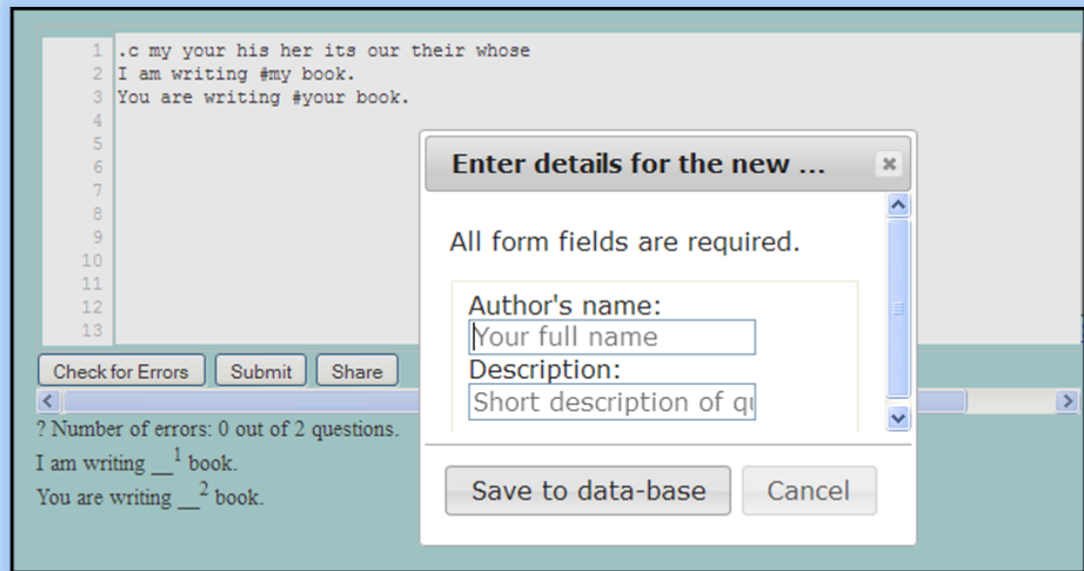 1 .c my your his her its our their whose
2 I am writing #my book.
3 You are writing #your book.
4
5
6
7
8
9
10
11
12
13
Check for Errors Submit Share
? Number of errors: 0 out of 2 questions.
I am writing __1 book.
You are writing __2 book.
Enter details for the new ...
All form fields are required.
Author's name:
Your full name
Description:
Short description of
Save to data-base Cancel